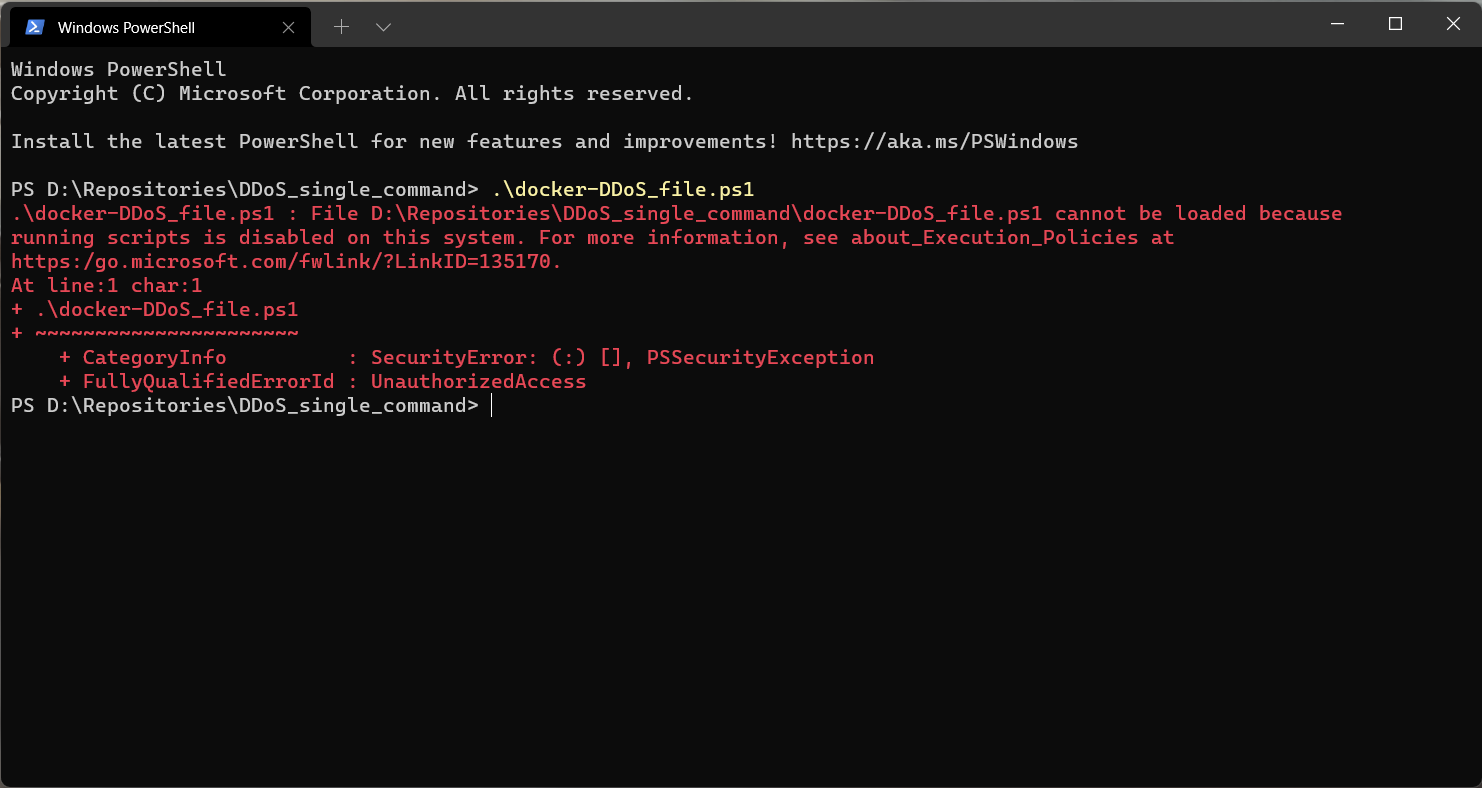 Windows PowerShell
Windows PowerShell
Copyright (C) Microsoft Corporation. All rights reserved.
Install the latest PowerShell for new features and improvements! https://aka.ms/PSWindows
PS D:\Repositories\DDoS_single_command> .\docker-DDoS_file.ps1
.\docker-DDoS_file.ps1 : File D:\Repositories\DDoS_single_command\docker-DDoS_file.ps1 cannot be loaded because
running scripts is disabled on this system. For more information, see about_Execution_Policies at
https:/go.microsoft.com/fwlink/?LinkID=135170.
At line:1 char:1
+ .\docker-DDoS_file.ps1
+ ~~~~~~~~~~~~~~~~~~~~~~
    + CategoryInfo          : SecurityError: (:) [], PSSecurityException
    + FullyQualifiedErrorId : UnauthorizedAccess
PS D:\Repositories\DDoS_single_command>